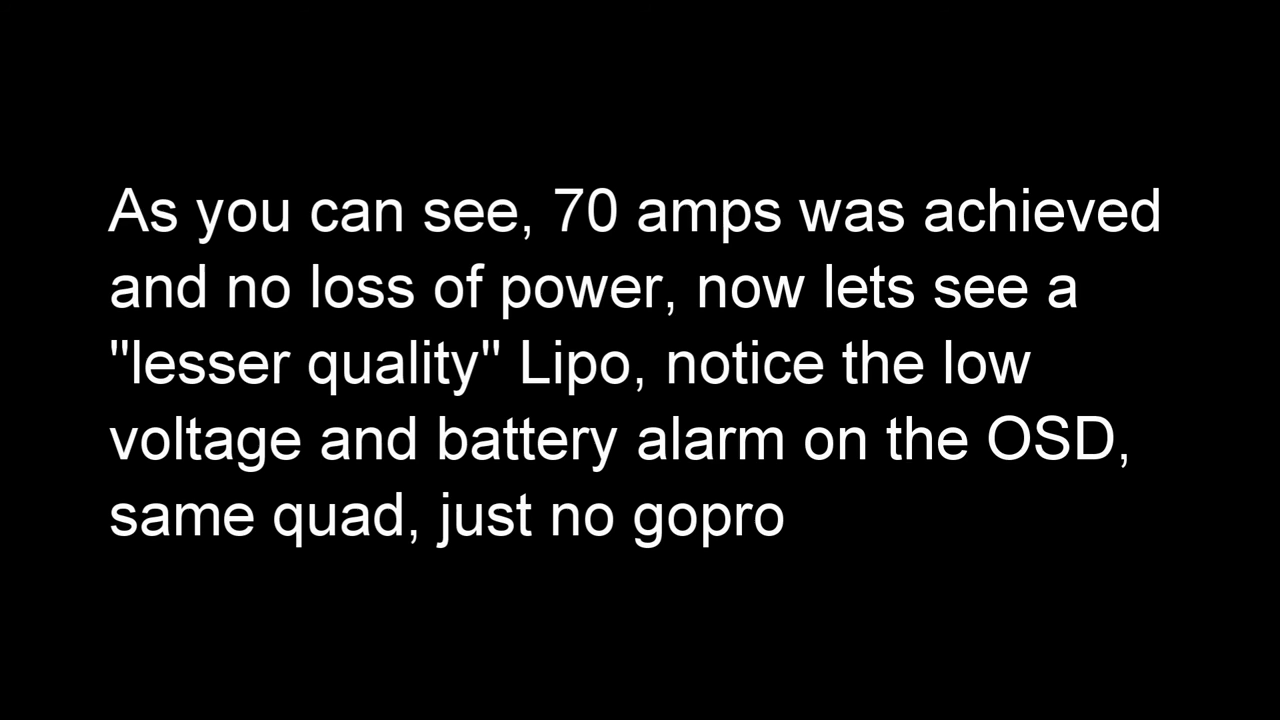 As you can see, 70 amps was achieved
and no loss of power, now lets see a
"lesser quality" Lipo, notice the low
voltage and battery alarm on the OSD,
same quad, just no gopro